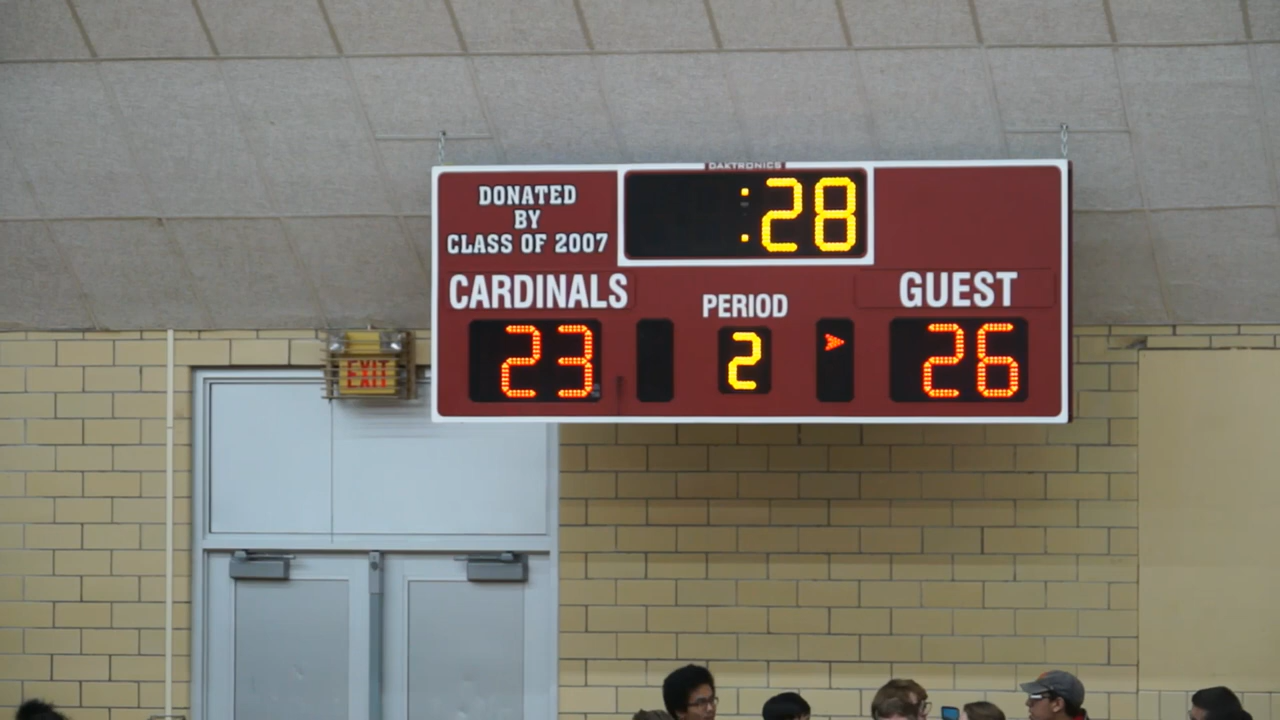 DAKTRONICS
DONATED
BY
CLASS OF 2007
:28
CARDINALS
PERIOD
GUEST
23
2
26
EXIT